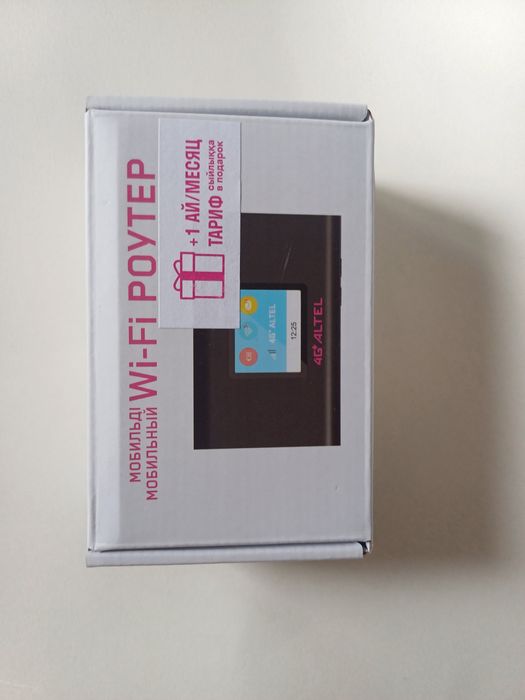 МОБИЛЬДІ
МОБИЛЬНЫЙ
Wi-Fi РОУТЕР
+1 АЙ/МЕСЯЦ
ТАРИФ
сыйлыққа
в подарок
4G+ ALTEL
12:25
4G+ ALTEL